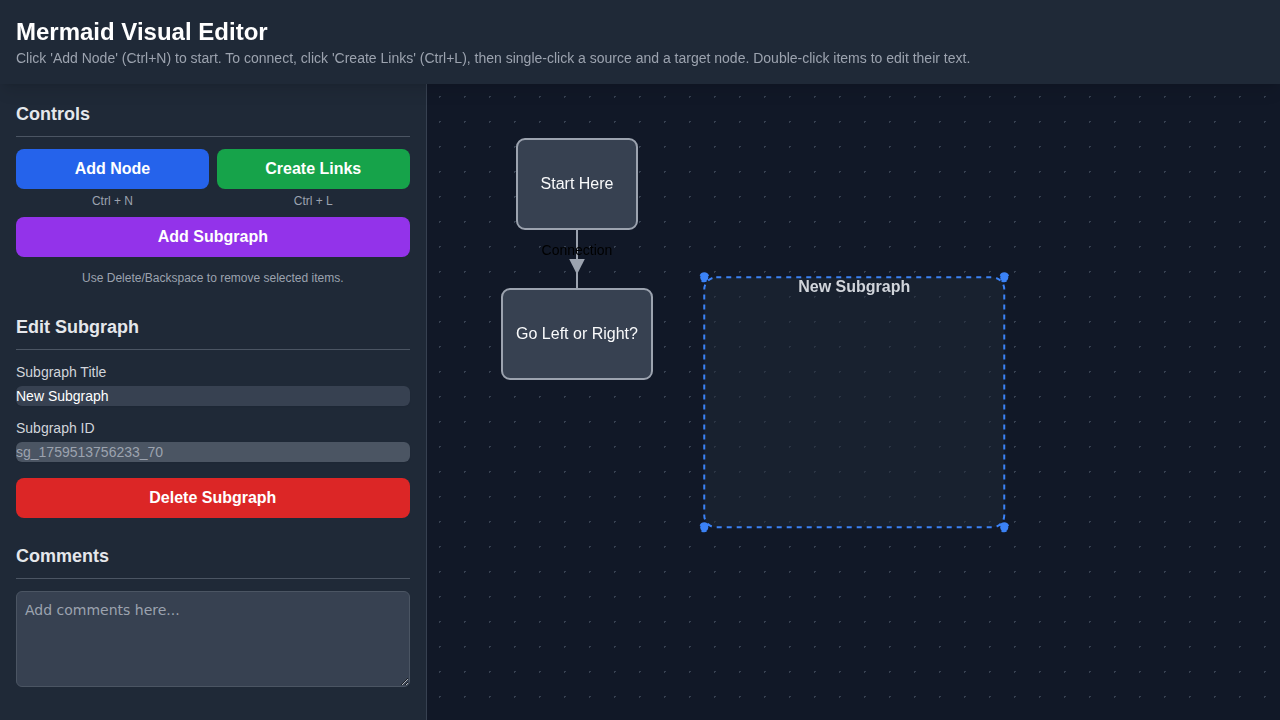 Mermaid Visual Editor
Click 'Add Node' (Ctrl+N) to start. To connect, click 'Create Links' (Ctrl+L), then single-click a source and a target node. Double-click items to edit their text.
Controls
Add Node
Create Links
Ctrl + N
Ctrl + L
Add Subgraph
Use Delete/Backspace to remove selected items.
Edit Subgraph
Subgraph Title
New Subgraph
Subgraph ID
sg_1759513756233_70
Delete Subgraph
Comments
Add comments here...
Start Here
Connection
Go Left or Right?
New Subgraph